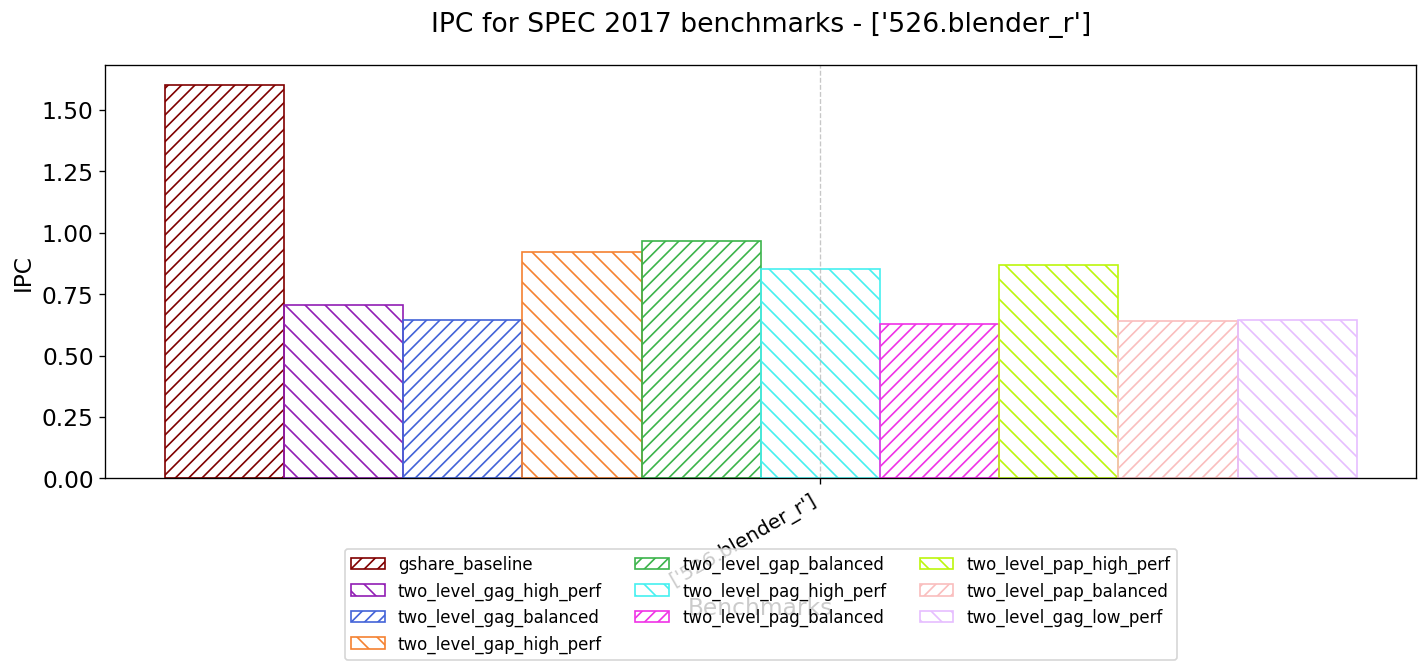 IPC for SPEC 2017 benchmarks - ['526.blender_r']
IPC
1.50
1.25
1.00
0.75
0.50
0.25
0.00
['526.blender_r']
Benchmarks
gshare_baseline
two_level_gag_high_perf
two_level_gag_balanced
two_level_gap_high_perf
two_level_gap_balanced
two_level_pag_high_perf
two_level_pag_balanced
two_level_pap_high_perf
two_level_pap_balanced
two_level_gag_low_perf